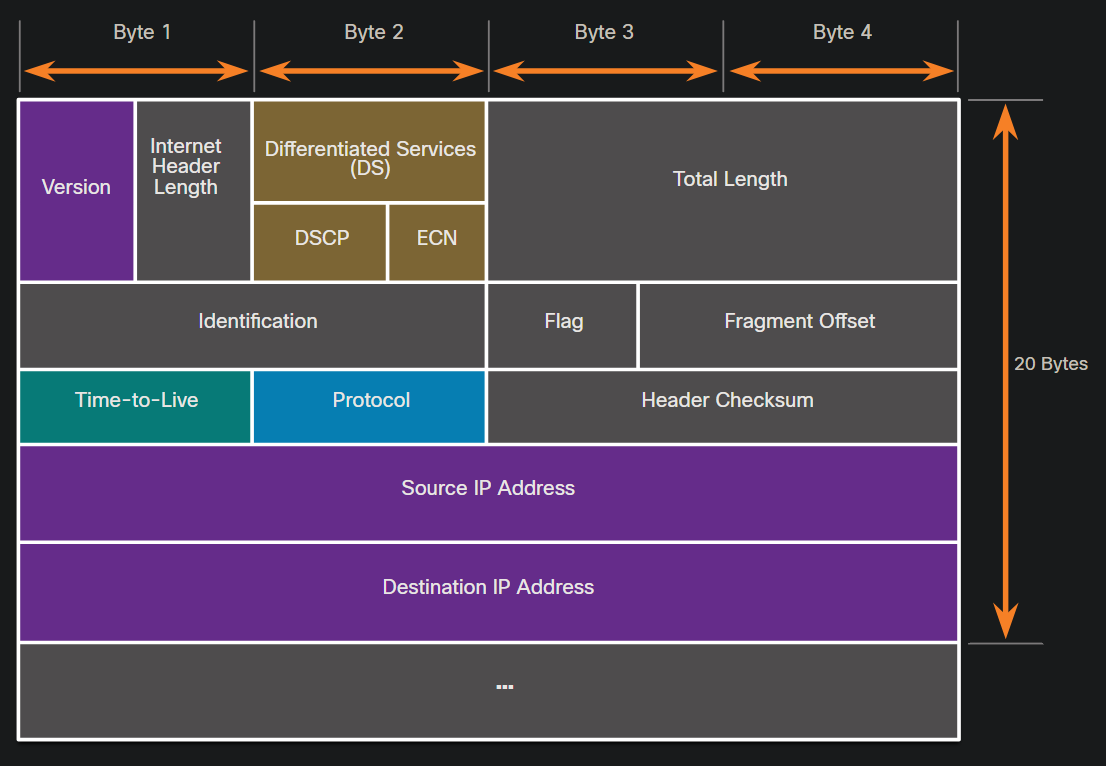 Byte 1
Byte 2
Byte 3
Byte 4
Version
Internet
Header
Length
Differentiated Services
(DS)
DSCP
ECN
Total Length
Identification
Flag
Fragment Offset
20 Bytes
Time-to-Live
Protocol
Header Checksum
Source IP Address
Destination IP Address
...